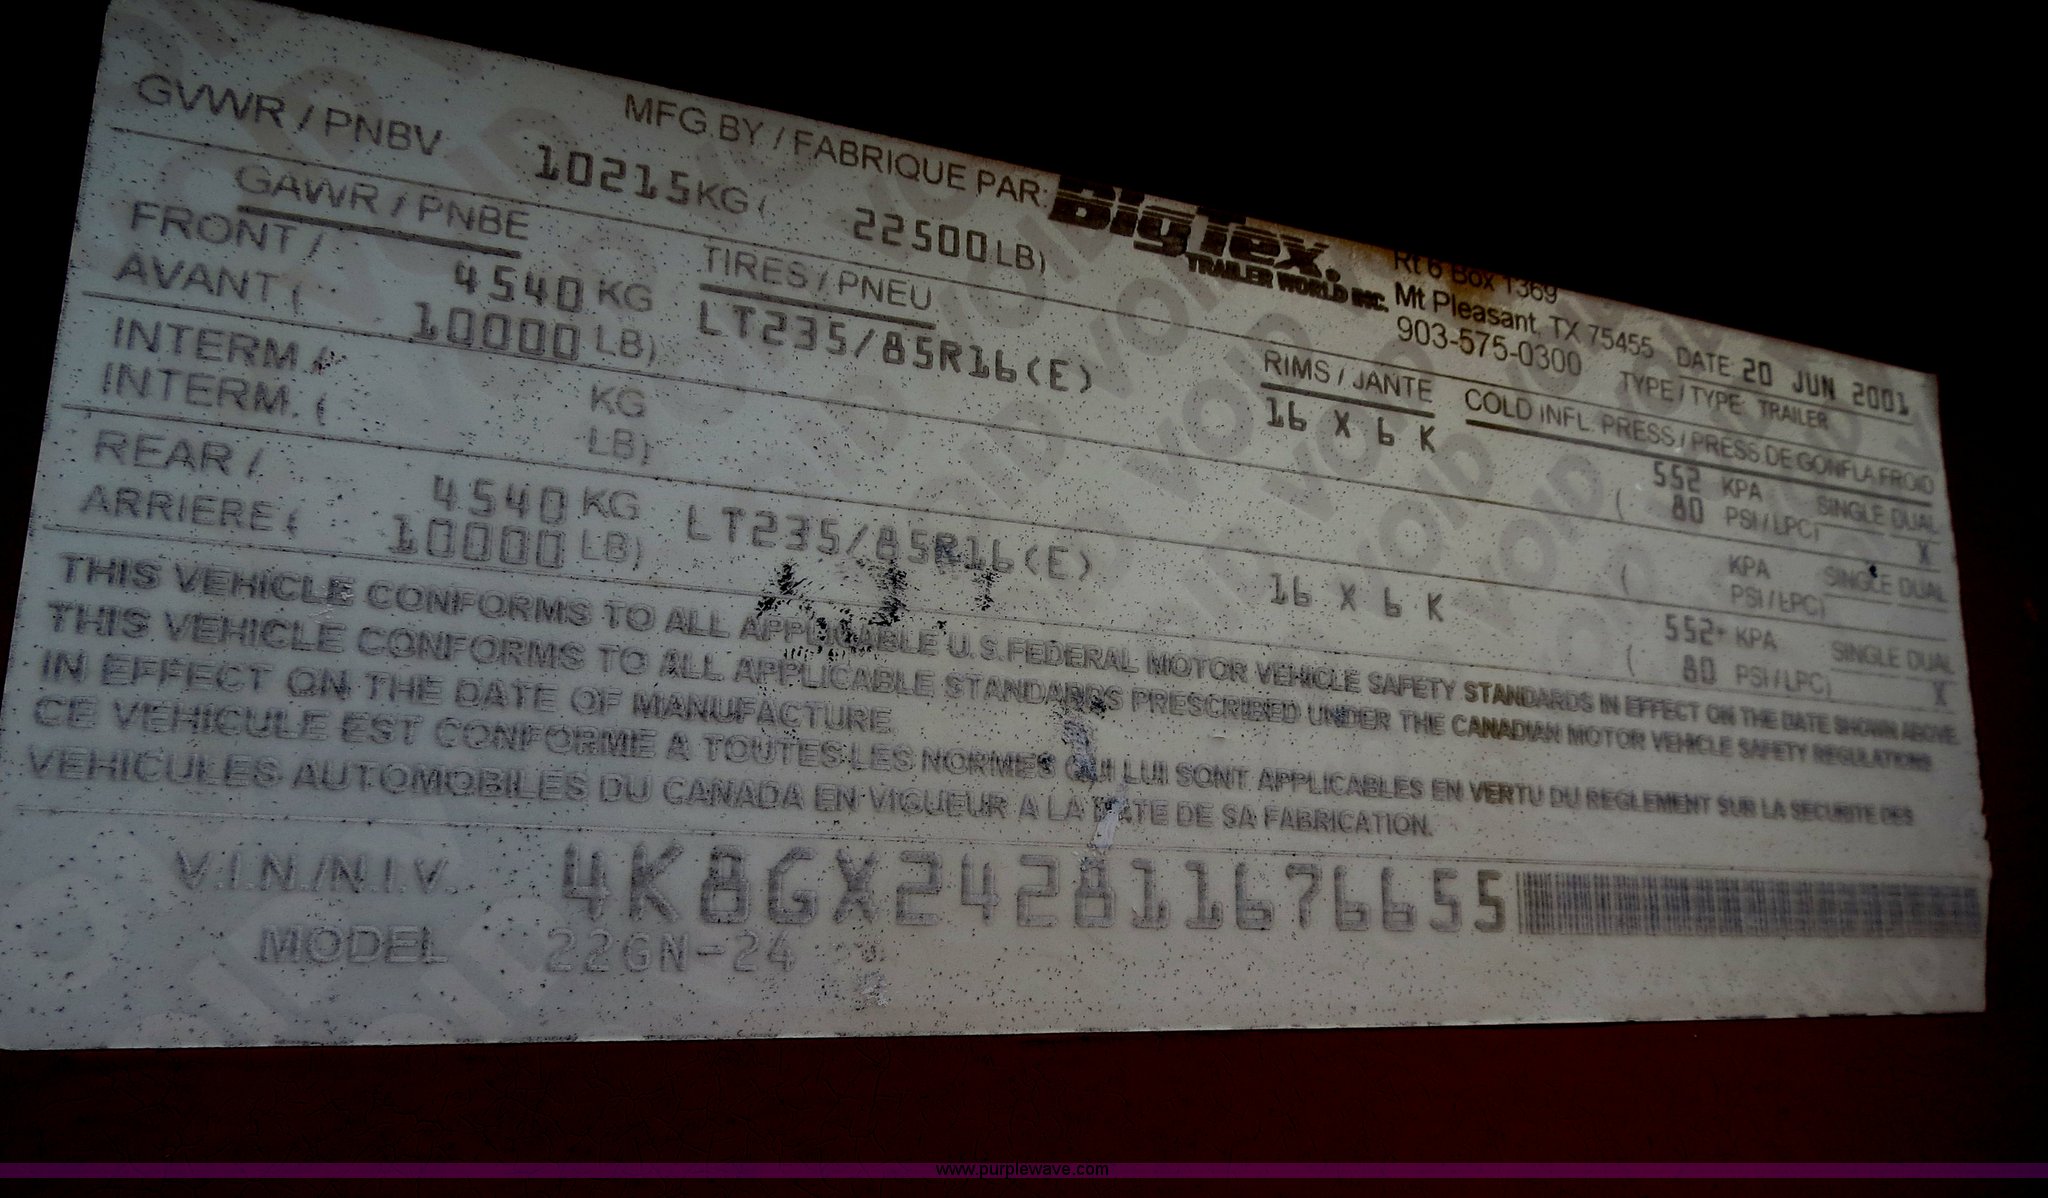 MFG.BY / FABRIQUE PAR: Big Tex.
TRAILER WORLD INC.
Rt 6 Box 1369
Mt Pleasant, TX 75455
903-575-0300
DATE: 20 JUN 2001
TYPE / TYPE: TRAILER
GVWR / PNBV 10215KG ( 22500LB)
GAWR / PNBE TIRES / PNEU RIMS / JANTE COLD INFL. PRESS / PRESS DE GONFLA FROID
FRONT / 4540 KG LT235/85R16(E) 16 X 6 K 552 KPA SINGLE DUAL
AVANT ( 10000 LB) ( 80 PSI / LPC) X
INTERM. / KG KPA SINGLE DUAL
INTERM. ( LB) ( PSI / LPC)
REAR / 4540 KG LT235/85R16(E) 16 X 6 K 552 KPA SINGLE DUAL
ARRIERE ( 10000 LB) ( 80 PSI / LPC) X
THIS VEHICLE CONFORMS TO ALL APPLICABLE U.S. FEDERAL MOTOR VEHICLE SAFETY STANDARDS IN EFFECT ON THE DATE SHOWN ABOVE.
THIS VEHICLE CONFORMS TO ALL APPLICABLE STANDARDS PRESCRIBED UNDER THE CANADIAN MOTOR VEHICLE SAFETY REGULATIONS
IN EFFECT ON THE DATE OF MANUFACTURE.
CE VEHICULE EST CONFORME A TOUTES LES NORMES QUI LUI SONT APPLICABLES EN VERTU DU REGLEMENT SUR LA SECURITE DES
VEHICULES AUTOMOBILES DU CANADA EN VIGUEUR A LA DATE DE SA FABRICATION.
V.I.N./N.I.V. 4K8GX242811676655
MODEL 22GN-24
www.purplewave.com